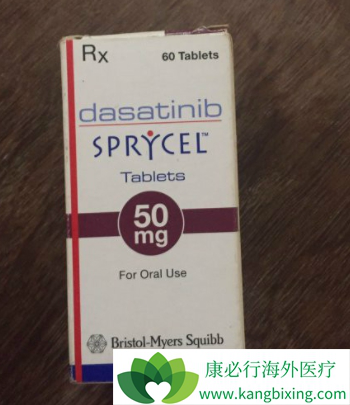 Rx
60 Tablets
dasatinib
SPRYCEL™
Tablets
50
mg
For Oral Use
Bristol-Myers Squibb
康必行海外医疗
www.kangbixing.com